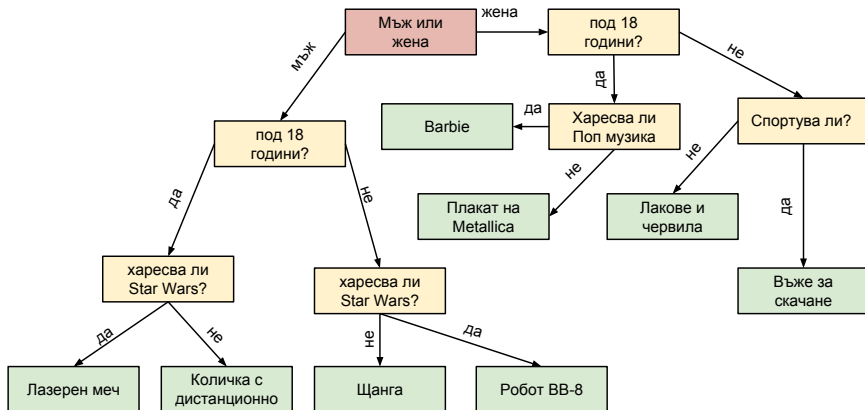 Мъж или
жена
жена
под 18
години?
не
мъж
да
да
Barbie
Харесва ли
Поп музика
Спортува ли?
под 18
години?
не
не
да
да
не
Плакат на
Metallica
Лакове и
червила
харесва ли
Star Wars?
харесва ли
Star Wars?
Въже за
скачане
да
не
не
да
Лазерен меч
Количка с
дистанционно
Щанга
Робот BB-8